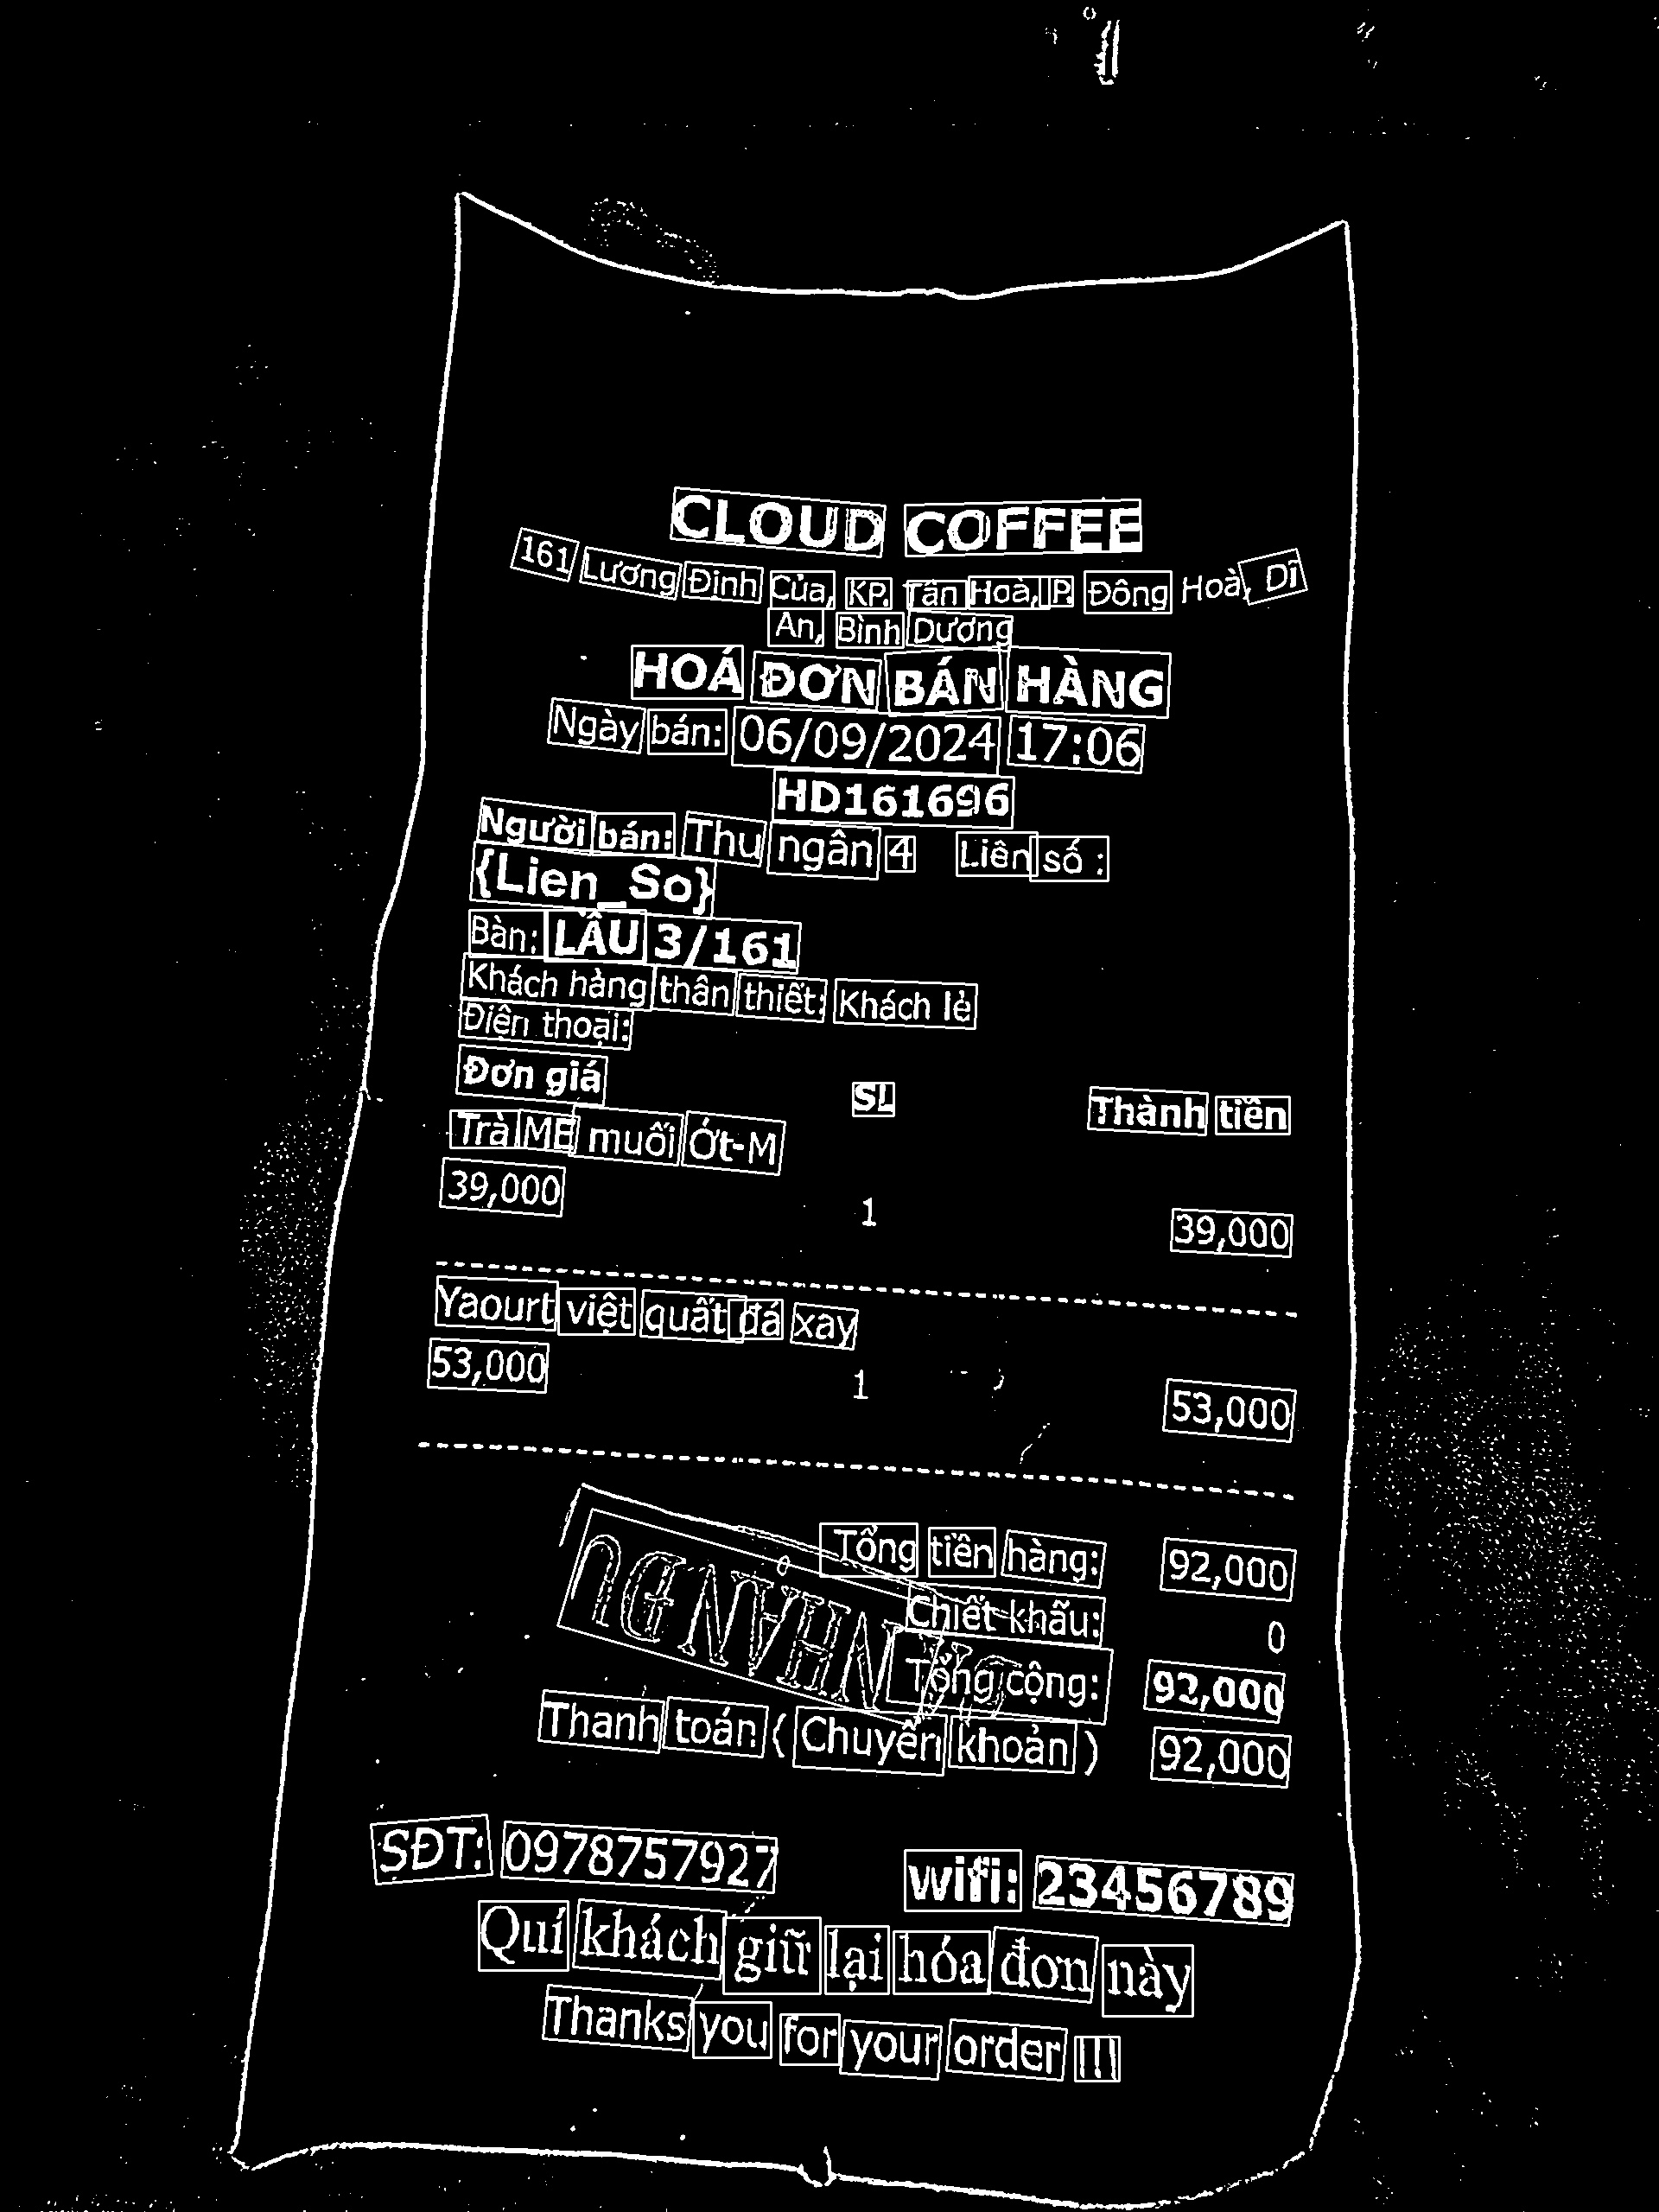 CLOUD COFFEE
161 Lương Định Của, KP. Tân Hoà, P. Đông Hoà, Dĩ
An, Bình Dương
HOÁ ĐƠN BÁN HÀNG
Ngày bán: 06/09/2024 17:06
HD161696
Người bán: Thu ngân 4 Liên số :
{Lien_So}
Bàn: LẦU 3/161
Khách hàng thân thiết: Khách lẻ
Điện thoại:
Đơn giá SL Thành tiền
Trà ME muối Ớt-M
39,000 1 39,000
Yaourt việt quất đá xay
53,000 1 53,000
Tổng tiền hàng: 92,000
Chiết khấu: 0
Tổng cộng: 92,000
Thanh toán ( Chuyển khoản ) 92,000
SĐT: 0978757927 wifi: 23456789
Quí khách giữ lại hóa đơn này
Thanks you for your order !!!